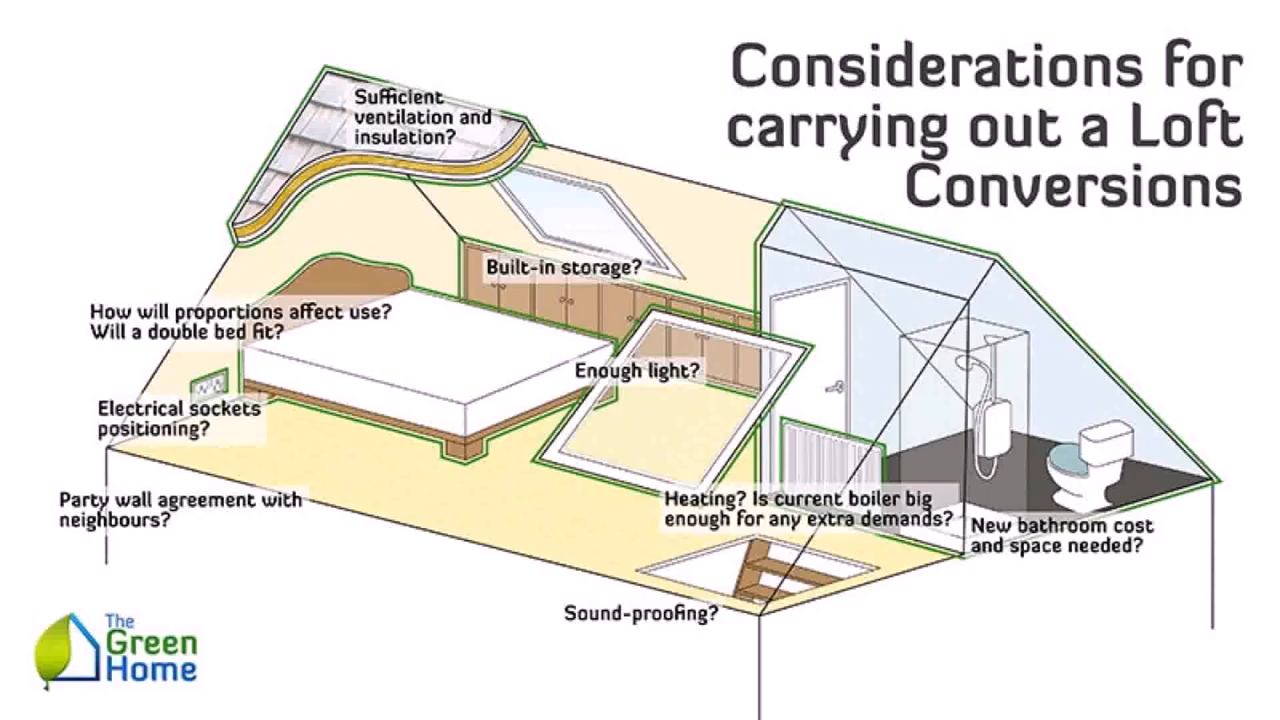 Considerations for
carrying out a Loft
Conversions
Sufficient
ventilation and
insulation?
Built-in storage?
How will proportions affect use?
Will a double bed fit?
Enough light?
Electrical sockets
positioning?
Party wall agreement with
neighbours?
Heating? Is current boiler big
enough for any extra demands?
New bathroom cost
and space needed?
Sound-proofing?
The
Green
Home